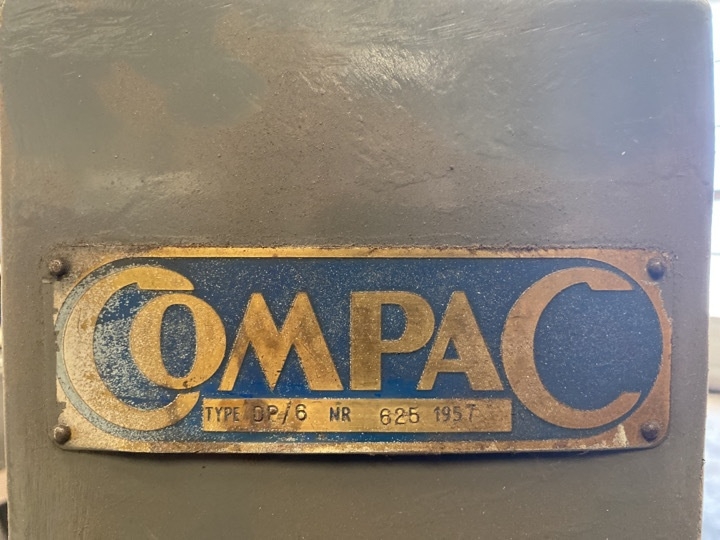 COMPAC
TYPE DP/6 NR 625 1957